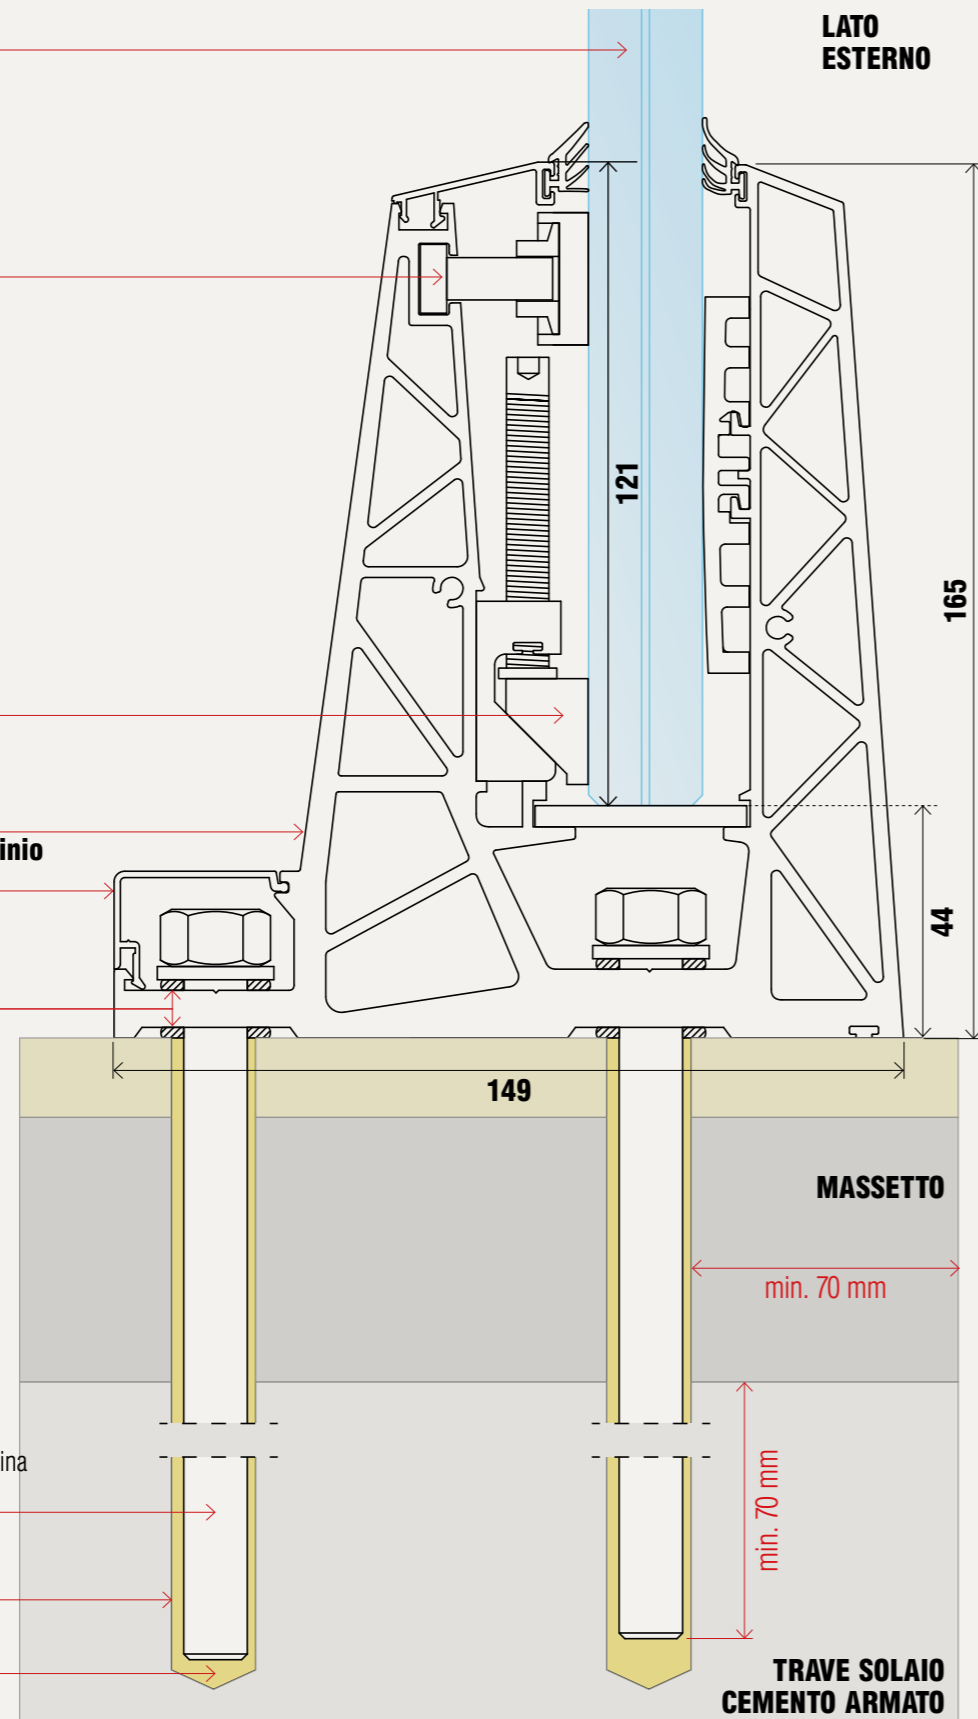 LATO
ESTERNO
121
165
inio
44
149
MASSETTO
min. 70 mm
ina
min. 70 mm
TRAVE SOLAIO
CEMENTO ARMATO